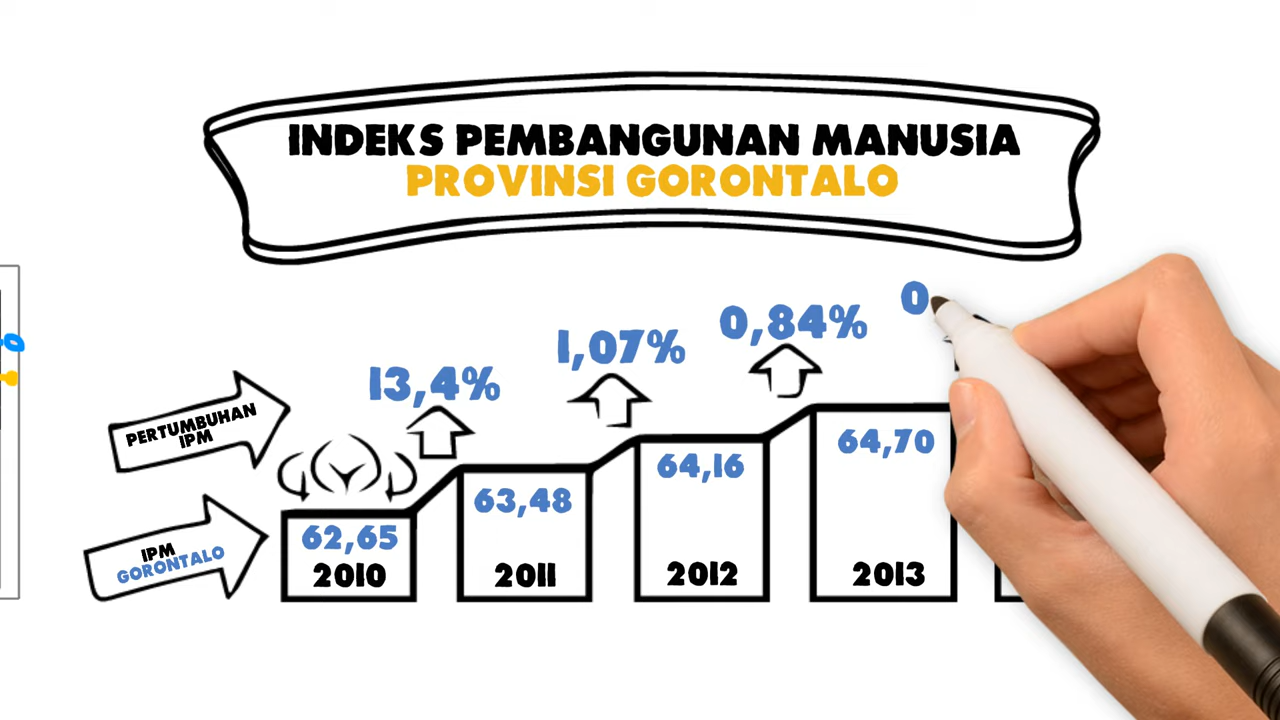 INDEKS PEMBANGUNAN MANUSIA
PROVINSI GORONTALO
0
0,84%
1,07%
13,4%
PERTUMBUHAN
IPM
64,70
64,16
63,48
62,65
IPM
GORONTALO
2010
2011
2012
2013